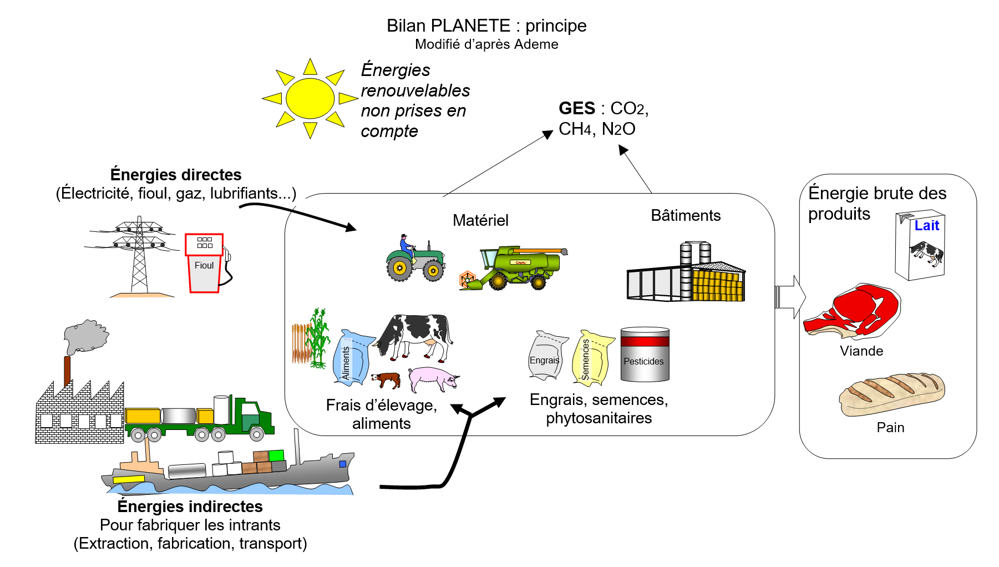 Bilan PLANETE : principe
Modifié d’après Ademe
Énergies
renouvelables
non prises en
compte
GES : CO2,
CH4, N2O
Énergies directes
(Électricité, fioul, gaz, lubrifiants...)
Fioul
Matériel
Bâtiments
Aliments
Frais d’élevage,
aliments
Engrais
Semences
Pesticides
Engrais, semences,
phytosanitaires
Énergie brute des
produits
Lait
Viande
Pain
Énergies indirectes
Pour fabriquer les intrants
(Extraction, fabrication, transport)